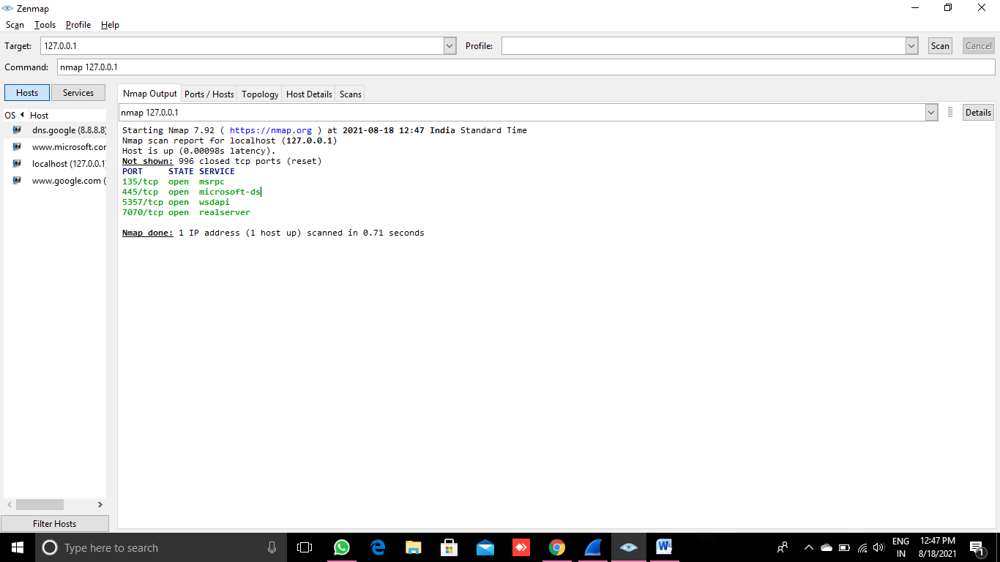 Zenmap
Scan Tools Profile Help
Target: 127.0.0.1 Profile: Scan Cancel
Command: nmap 127.0.0.1
Hosts Services Nmap Output Ports / Hosts Topology Host Details Scans
OS Host nmap 127.0.0.1 Details
dns.google (8.8.8.8)
www.microsoft.cor
localhost (127.0.0.1)
www.google.com (
Starting Nmap 7.92 ( https://nmap.org ) at 2021-08-18 12:47 India Standard Time
Nmap scan report for localhost (127.0.0.1)
Host is up (0.00098s latency).
Not shown: 996 closed tcp ports (reset)
PORT STATE SERVICE
135/tcp open msrpc
445/tcp open microsoft-ds
5357/tcp open wsdapi
7070/tcp open realserver
Nmap done: 1 IP address (1 host up) scanned in 0.71 seconds
Filter Hosts
Type here to search
ENG
IN
12:47 PM
8/18/2021
1